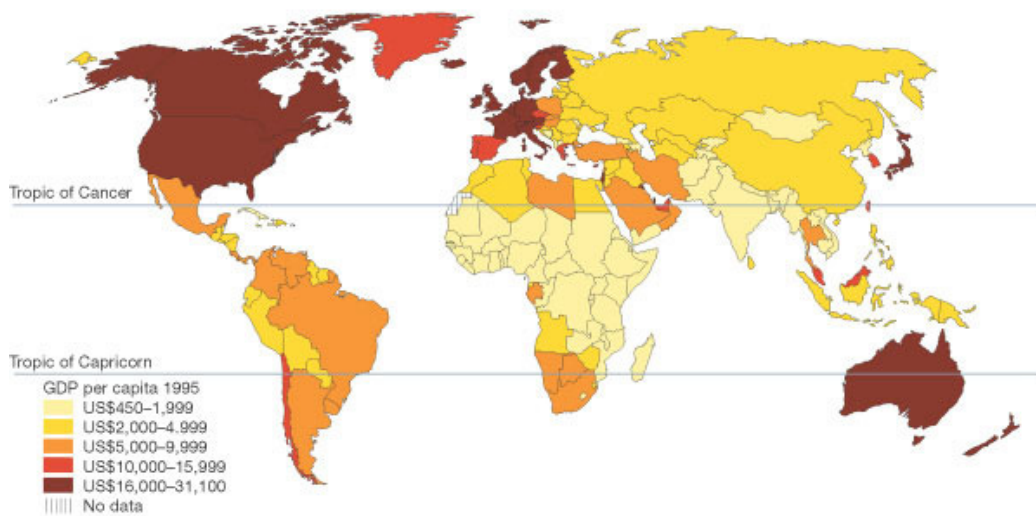 Tropic of Cancer
Tropic of Capricorn
GDP per capita 1995
US$450–1,999
US$2,000–4.999
US$5,000–9,999
US$10,000–15,999
US$16,000–31,100
No data